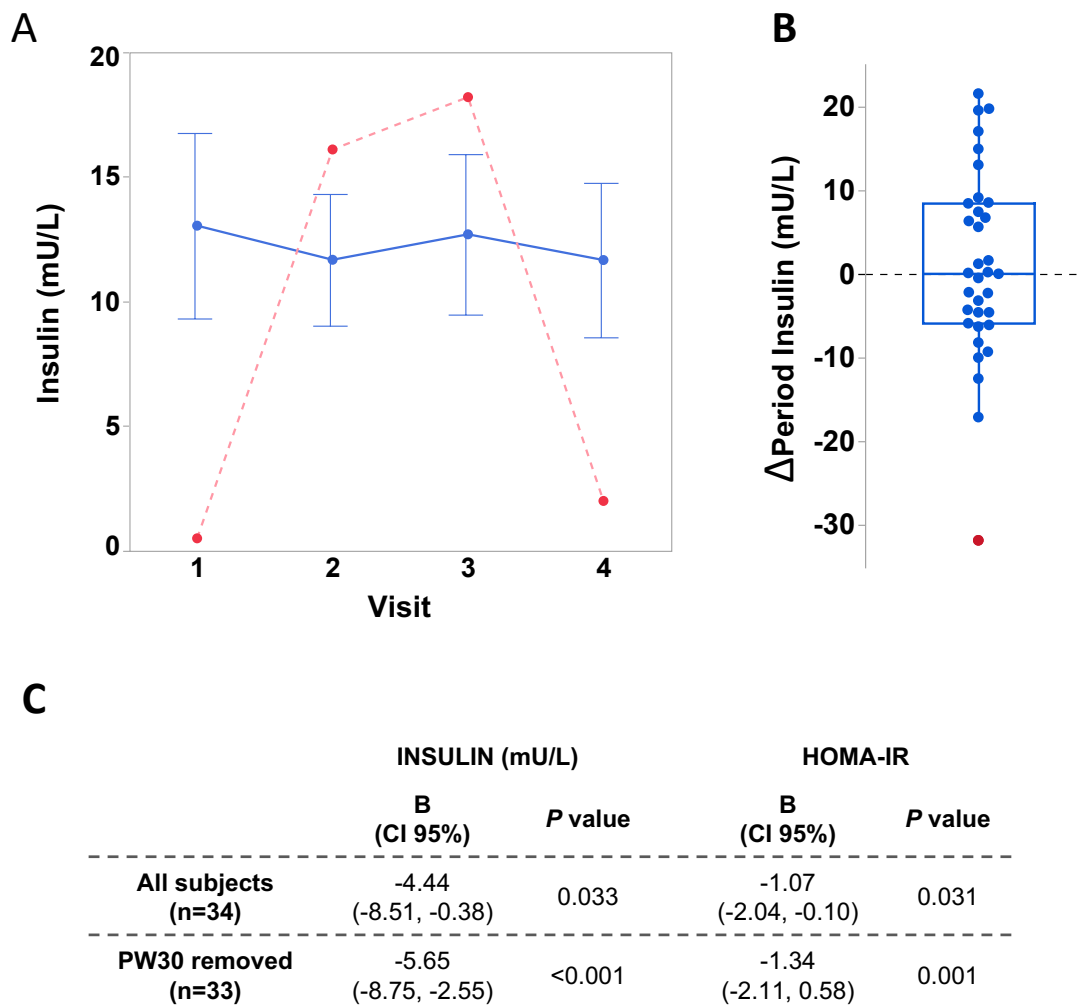 A
Insulin (mU/L)
20
15
10
5
0
1 2 3 4
Visit
B
ΔPeriod Insulin (mU/L)
20
10
0
-10
-20
-30
C
INSULIN (mU/L) HOMA-IR
B P value B P value
(CI 95%) (CI 95%)
All subjects -4.44 0.033 -1.07 0.031
(n=34) (-8.51, -0.38) (-2.04, -0.10)
PW30 removed -5.65 <0.001 -1.34 0.001
(n=33) (-8.75, -2.55) (-2.11, 0.58)